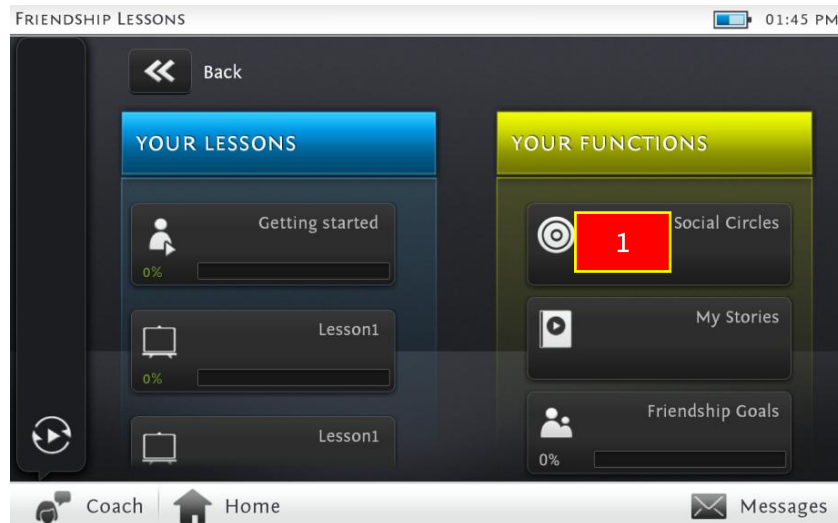 FRIENDSHIP LESSONS
01:45 PM
Back
YOUR LESSONS
YOUR FUNCTIONS
Getting started
0%
Social Circles
1
Lesson1
0%
My Stories
Lesson1
Friendship Goals
0%
Coach
Home
Messages